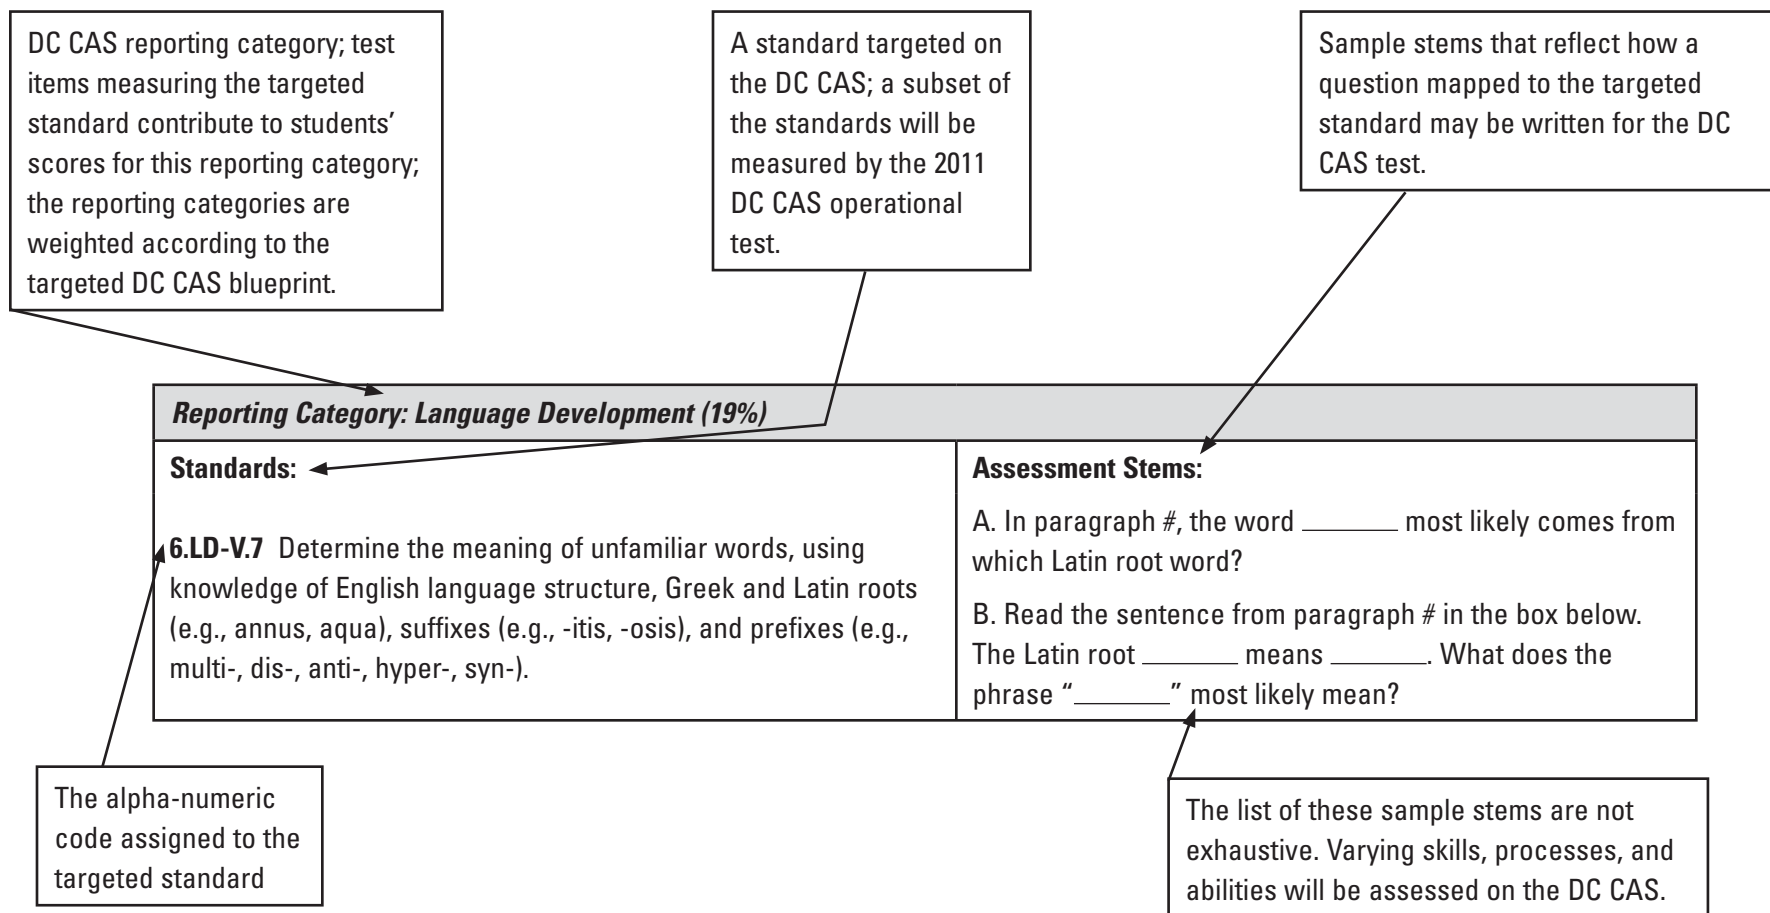 DC CAS reporting category; test
items measuring the targeted
standard contribute to students’
scores for this reporting category;
the reporting categories are
weighted according to the
targeted DC CAS blueprint.
A standard targeted on
the DC CAS; a subset of
the standards will be
measured by the 2011
DC CAS operational
test.
Sample stems that reflect how a
question mapped to the targeted
standard may be written for the DC
CAS test.
Reporting Category: Language Development (19%)
Standards:
6.LD-V.7 Determine the meaning of unfamiliar words, using
knowledge of English language structure, Greek and Latin roots
(e.g., annus, aqua), suffixes (e.g., -itis, -osis), and prefixes (e.g.,
multi-, dis-, anti-, hyper-, syn-).
Assessment Stems:
A. In paragraph #, the word _______ most likely comes from
which Latin root word?
B. Read the sentence from paragraph # in the box below.
The Latin root _______ means _______. What does the
phrase “_______” most likely mean?
The alpha-numeric
code assigned to the
targeted standard
The list of these sample stems are not
exhaustive. Varying skills, processes, and
abilities will be assessed on the DC CAS.